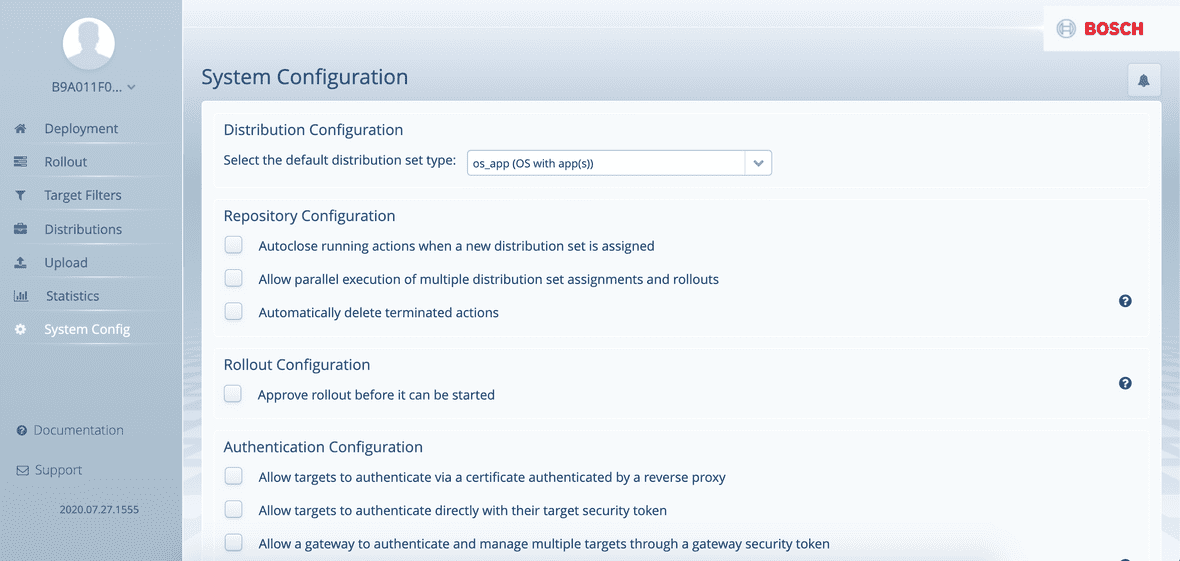 BOSCH
B9A011F0...
Deployment
Rollout
Target Filters
Distributions
Upload
Statistics
System Config
Documentation
Support
2020.07.27.1555
System Configuration
Distribution Configuration
Select the default distribution set type: os_app (OS with app(s))
Repository Configuration
Autoclose running actions when a new distribution set is assigned
Allow parallel execution of multiple distribution set assignments and rollouts
Automatically delete terminated actions
Rollout Configuration
Approve rollout before it can be started
Authentication Configuration
Allow targets to authenticate via a certificate authenticated by a reverse proxy
Allow targets to authenticate directly with their target security token
Allow a gateway to authenticate and manage multiple targets through a gateway security token